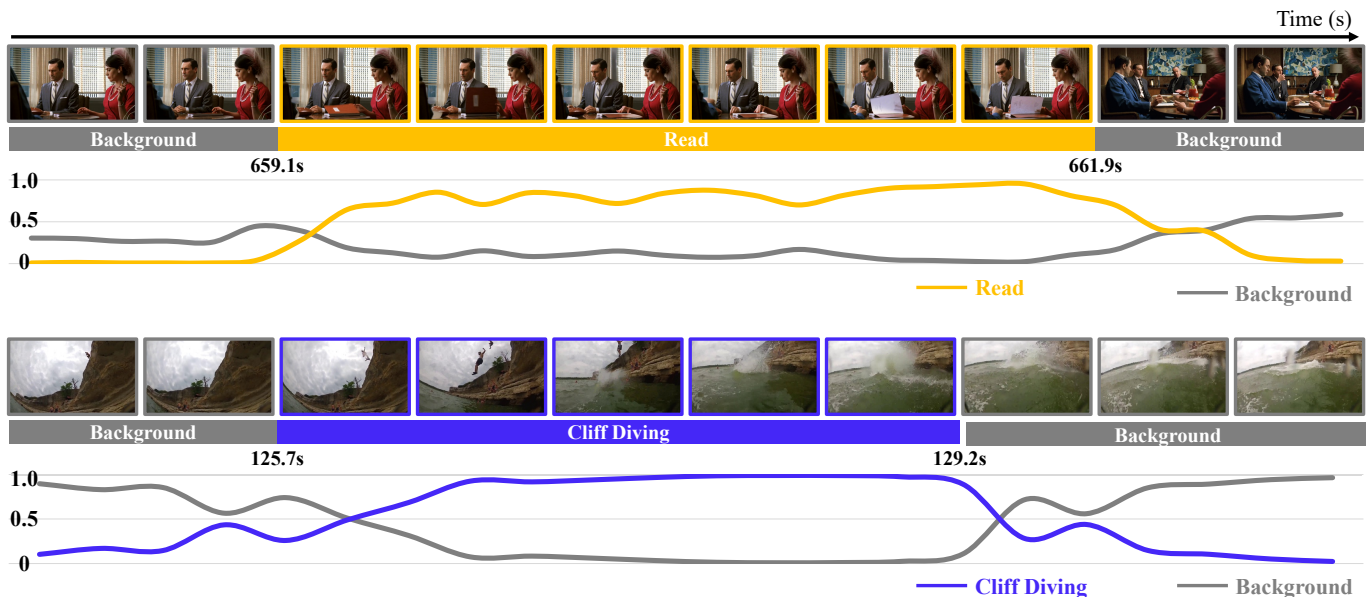 Time (s)
Background Read Background
659.1s 661.9s
1.0
0.5
0
Read Background
Background Cliff Diving Background
125.7s 129.2s
1.0
0.5
0
Cliff Diving Background